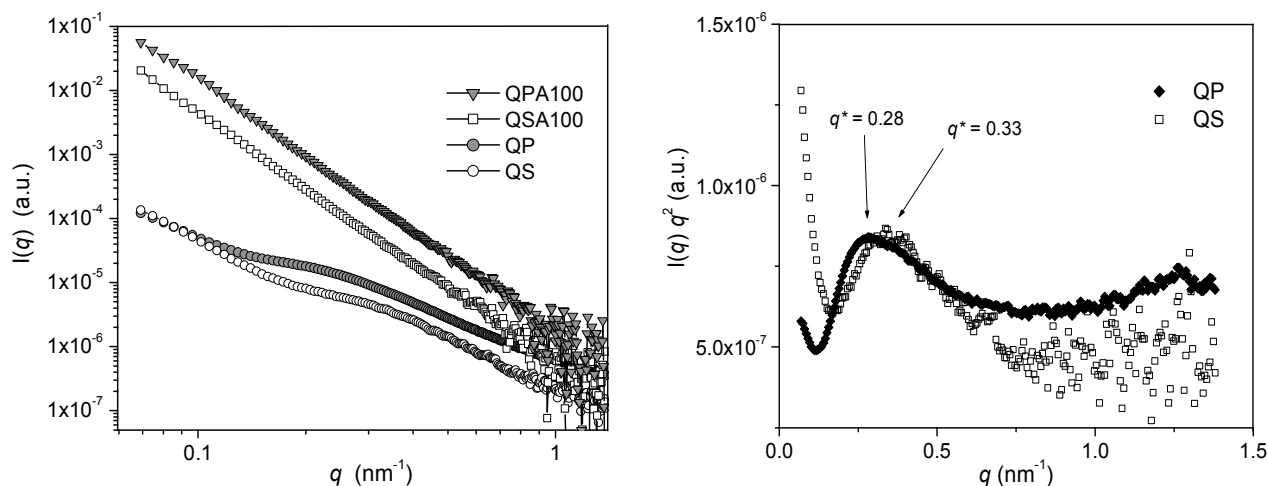 1x10⁻¹
1x10⁻²
1x10⁻³
1x10⁻⁴
1x10⁻⁵
1x10⁻⁶
1x10⁻⁷
I(q) (a.u.)
QPA100
QSA100
QP
QS
0.1
1
q (nm⁻¹)
1.5x10⁻⁶
1.0x10⁻⁶
5.0x10⁻⁷
I(q) q² (a.u.)
q* = 0.28
q* = 0.33
QP
QS
0.0
0.5
1.0
1.5
q (nm⁻¹)